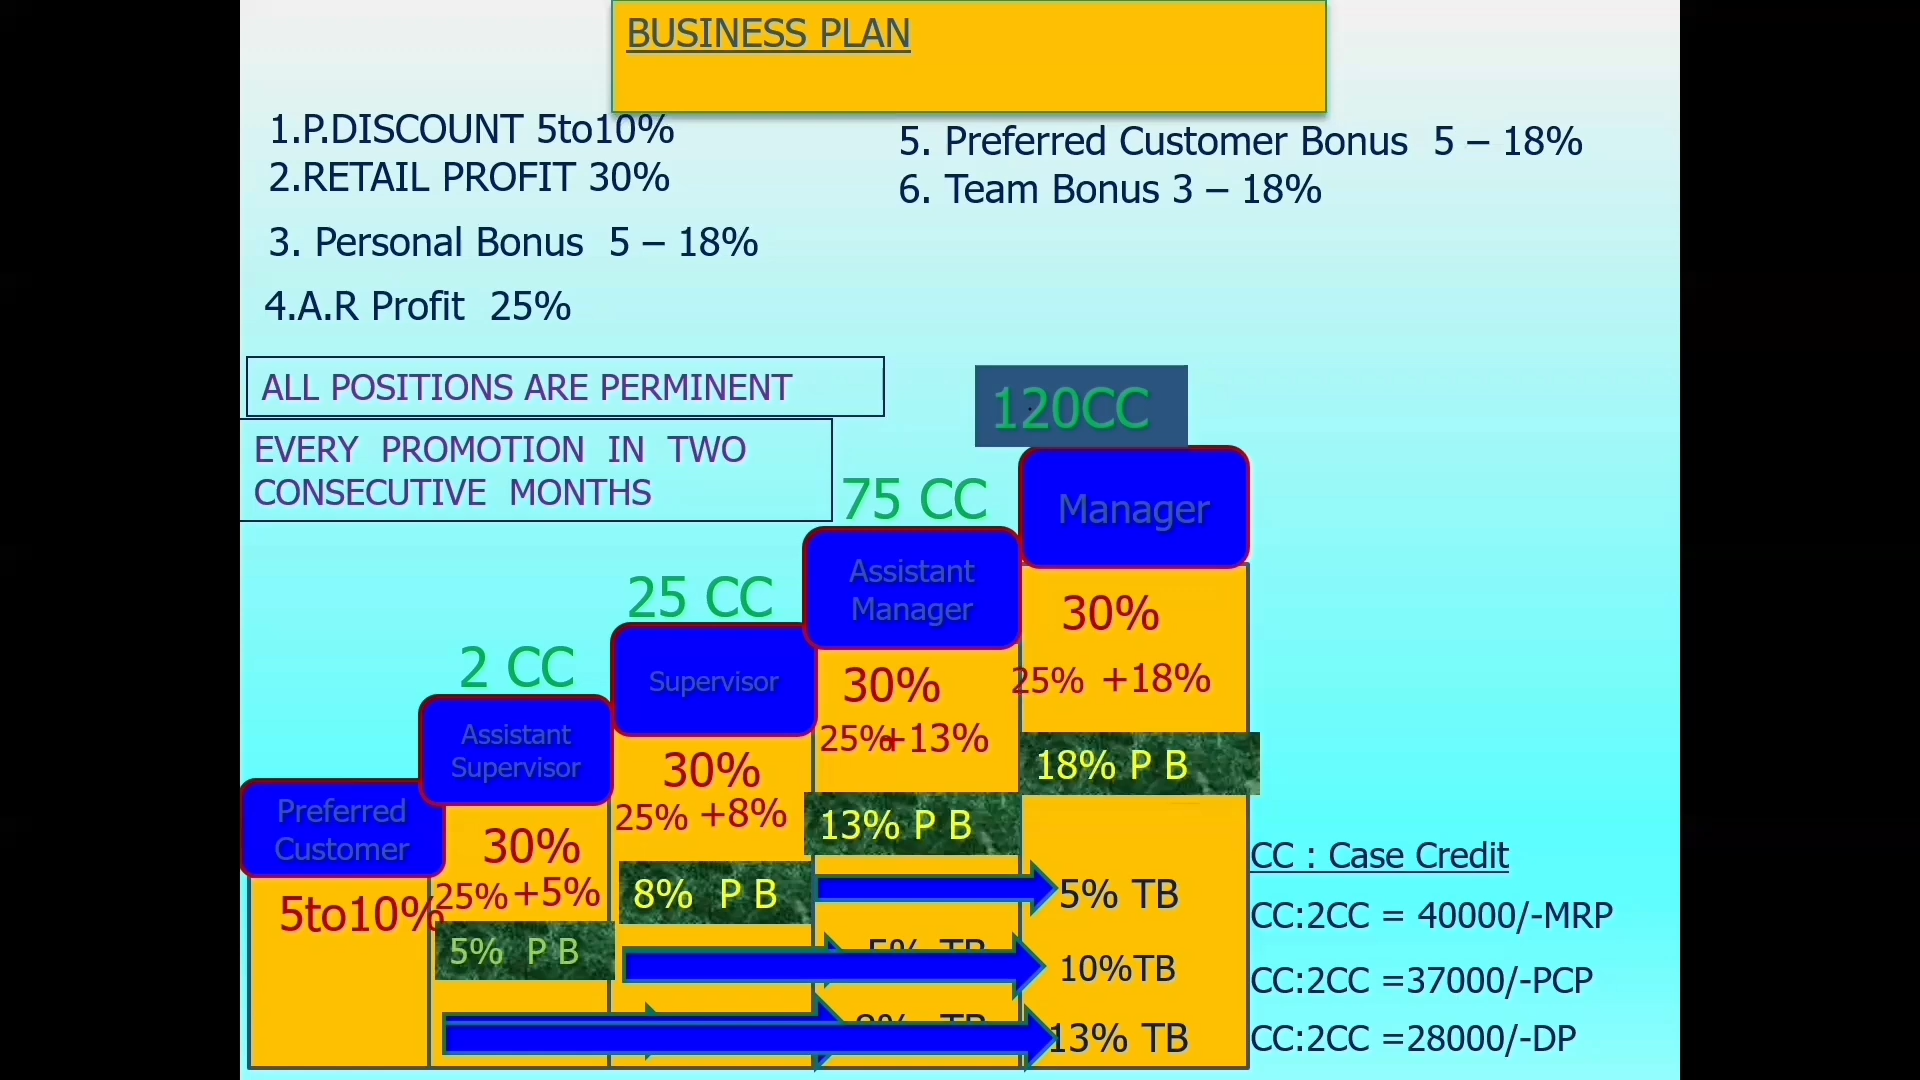 BUSINESS PLAN
1.P.DISCOUNT 5to10%
2.RETAIL PROFIT 30%
3. Personal Bonus 5 – 18%
4.A.R Profit 25%
5. Preferred Customer Bonus 5 – 18%
6. Team Bonus 3 – 18%
ALL POSITIONS ARE PERMINENT
EVERY PROMOTION IN TWO
CONSECUTIVE MONTHS
Preferred
Customer
5to10%
2 CC
Assistant
Supervisor
30%
25% +5%
5% P B
25 CC
Supervisor
30%
25% +8%
8% P B
75 CC
Assistant
Manager
30%
25% +13%
13% P B
5% TB
TB
120CC
Manager
30%
25% +18%
18% P B
5% TB
10%TB
13% TB
CC : Case Credit
CC:2CC = 40000/-MRP
CC:2CC =37000/-PCP
CC:2CC =28000/-DP